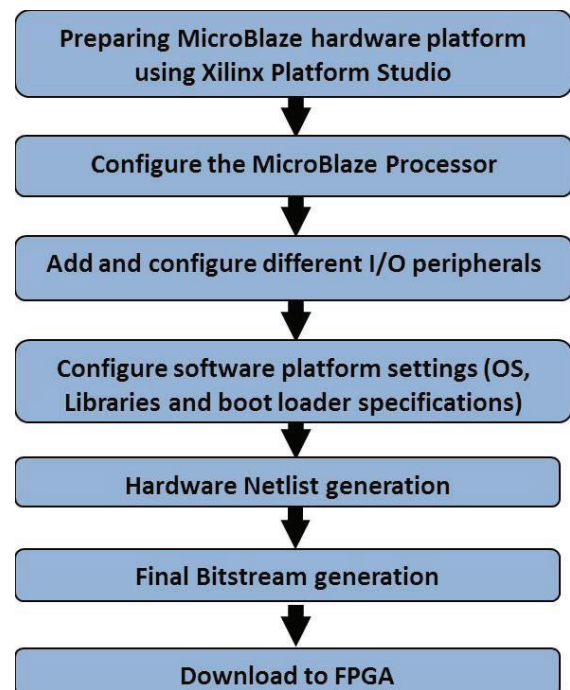 Preparing MicroBlaze hardware platform
using Xilinx Platform Studio
Configure the MicroBlaze Processor
Add and configure different I/O peripherals
Configure software platform settings (OS,
Libraries and boot loader specifications)
Hardware Netlist generation
Final Bitstream generation
Download to FPGA